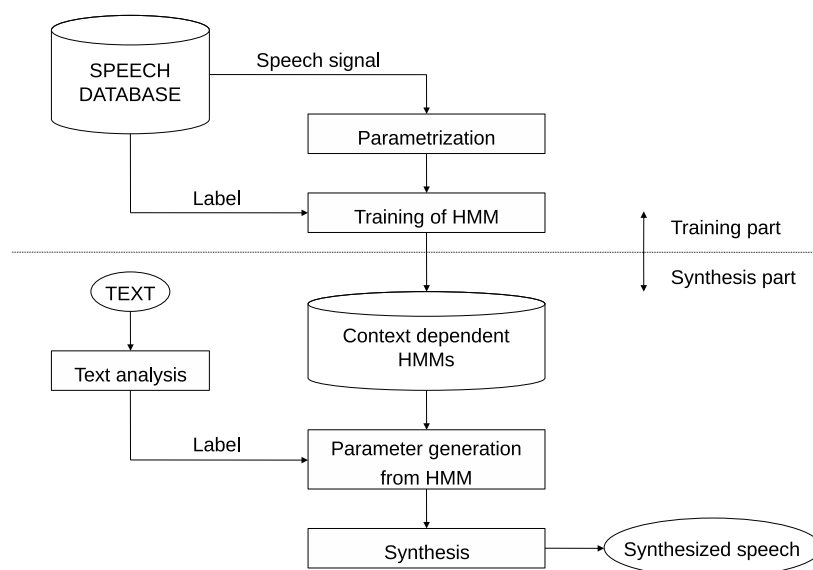 Speech signal
SPEECH
DATABASE
Parametrization
Label
Training of HMM
Training part
Synthesis part
TEXT
Context dependent
HMMs
Text analysis
Label
Parameter generation
from HMM
Synthesis
Synthesized speech